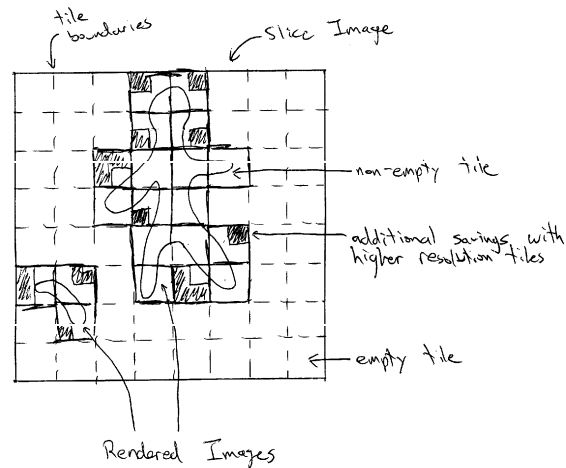 tile
boundaries
Slice Image
non-empty tile
additional savings with
higher resolution tiles
empty tile
Rendered Images